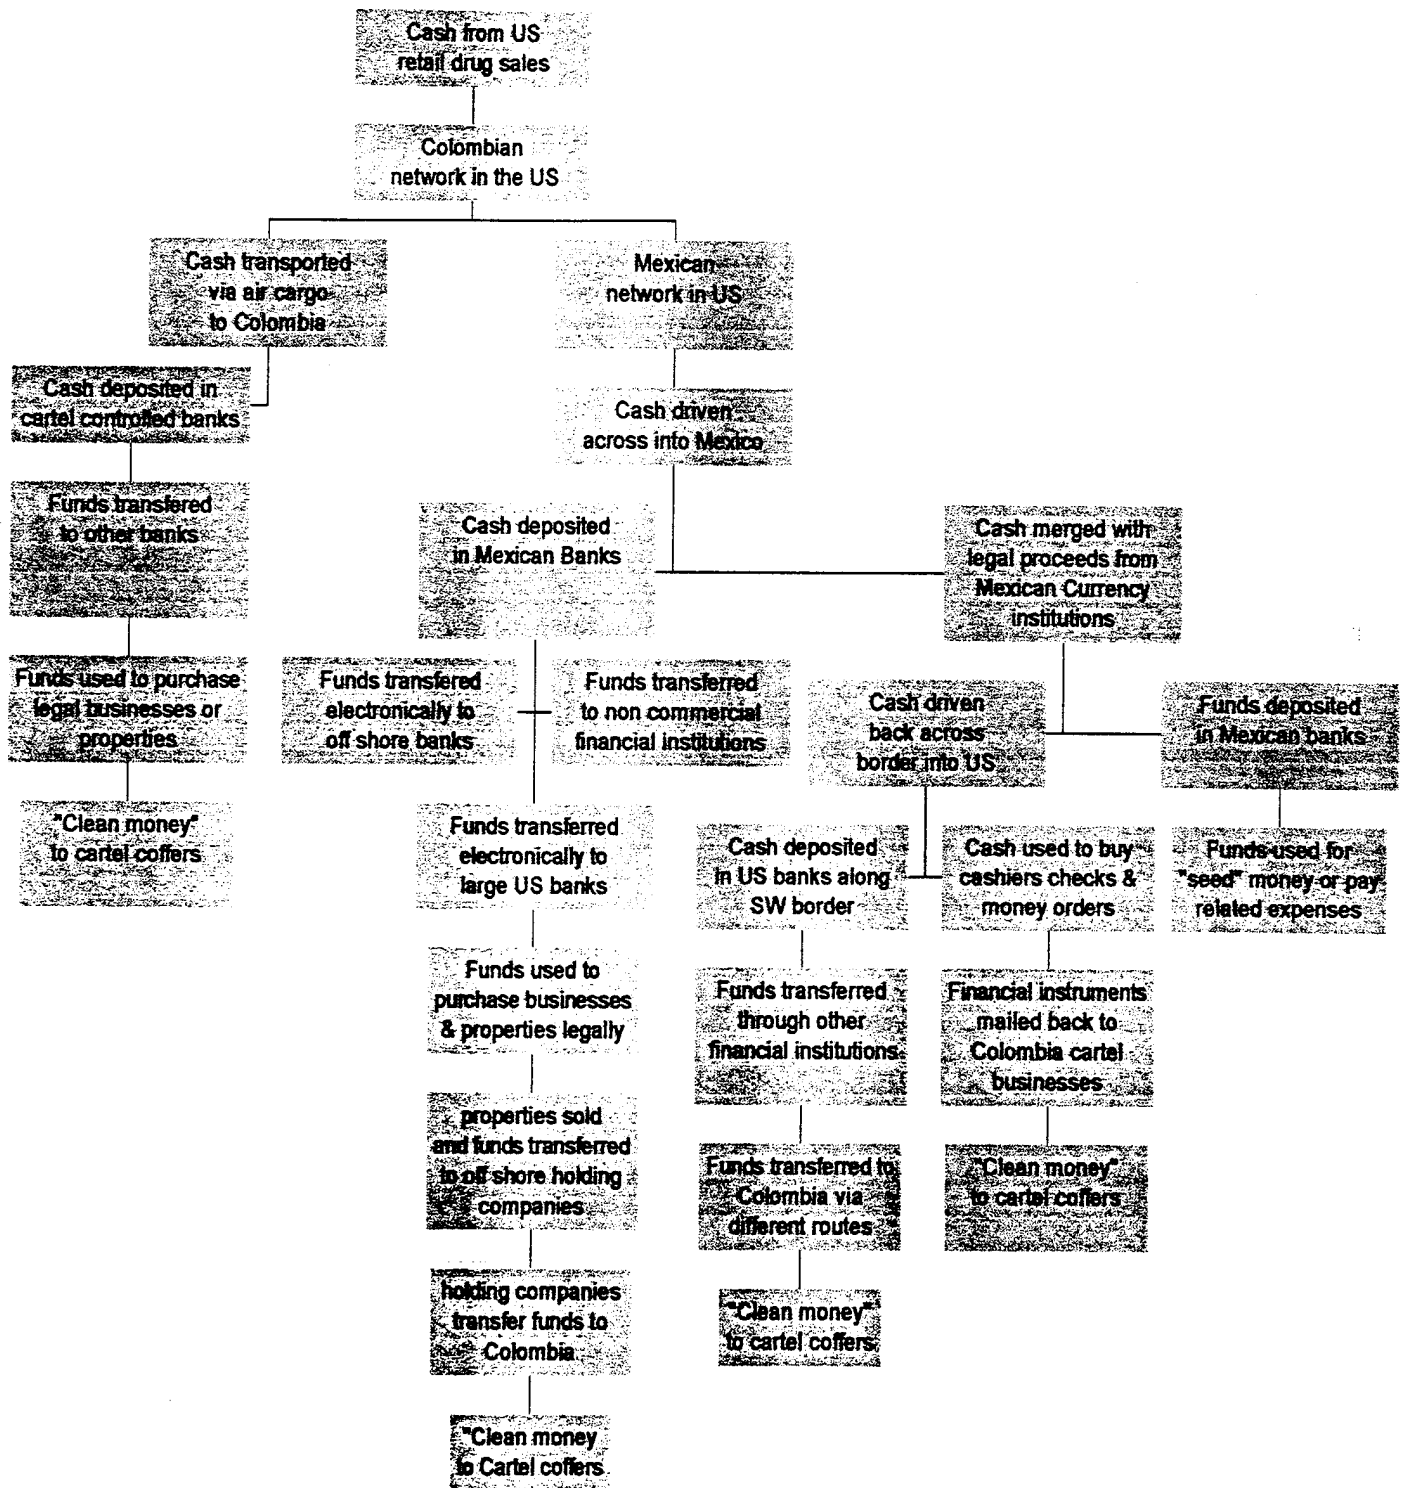 Cash from US
retail drug sales
Colombian
network in the US
Cash transported
via air cargo
to Colombia
Mexican
network in US
Cash deposited in
cartel controlled banks
Cash driven
across into Mexico
Funds transfered
to other banks
Cash deposited
in Mexican Banks
Cash merged with
legal proceeds from
Mexican Currency
institutions
Funds used to purchase
legal businesses or
properties
Funds transfered
electronically to
off shore banks
Funds transferred
to non commercial
financial institutions
Cash driven
back across
border into US
Funds deposited
in Mexican banks
"Clean money"
to cartel coffers
Funds transferred
electronically to
large US banks
Cash deposited
in US banks along
SW border
Cash used to buy
cashiers checks &
money orders
Funds used for
"seed" money or pay
related expenses
Funds used to
purchase businesses
& properties legally
Funds transferred
through other
financial institutions
Financial instruments
mailed back to
Colombia cartel
businesses
properties sold
and funds transferred
to off shore holding
companies
Funds transferred to
Colombia via
different routes
"Clean money"
to cartel coffers
holding companies
transfer funds to
Colombia
"Clean money"
to cartel coffers
"Clean money
to Cartel coffers